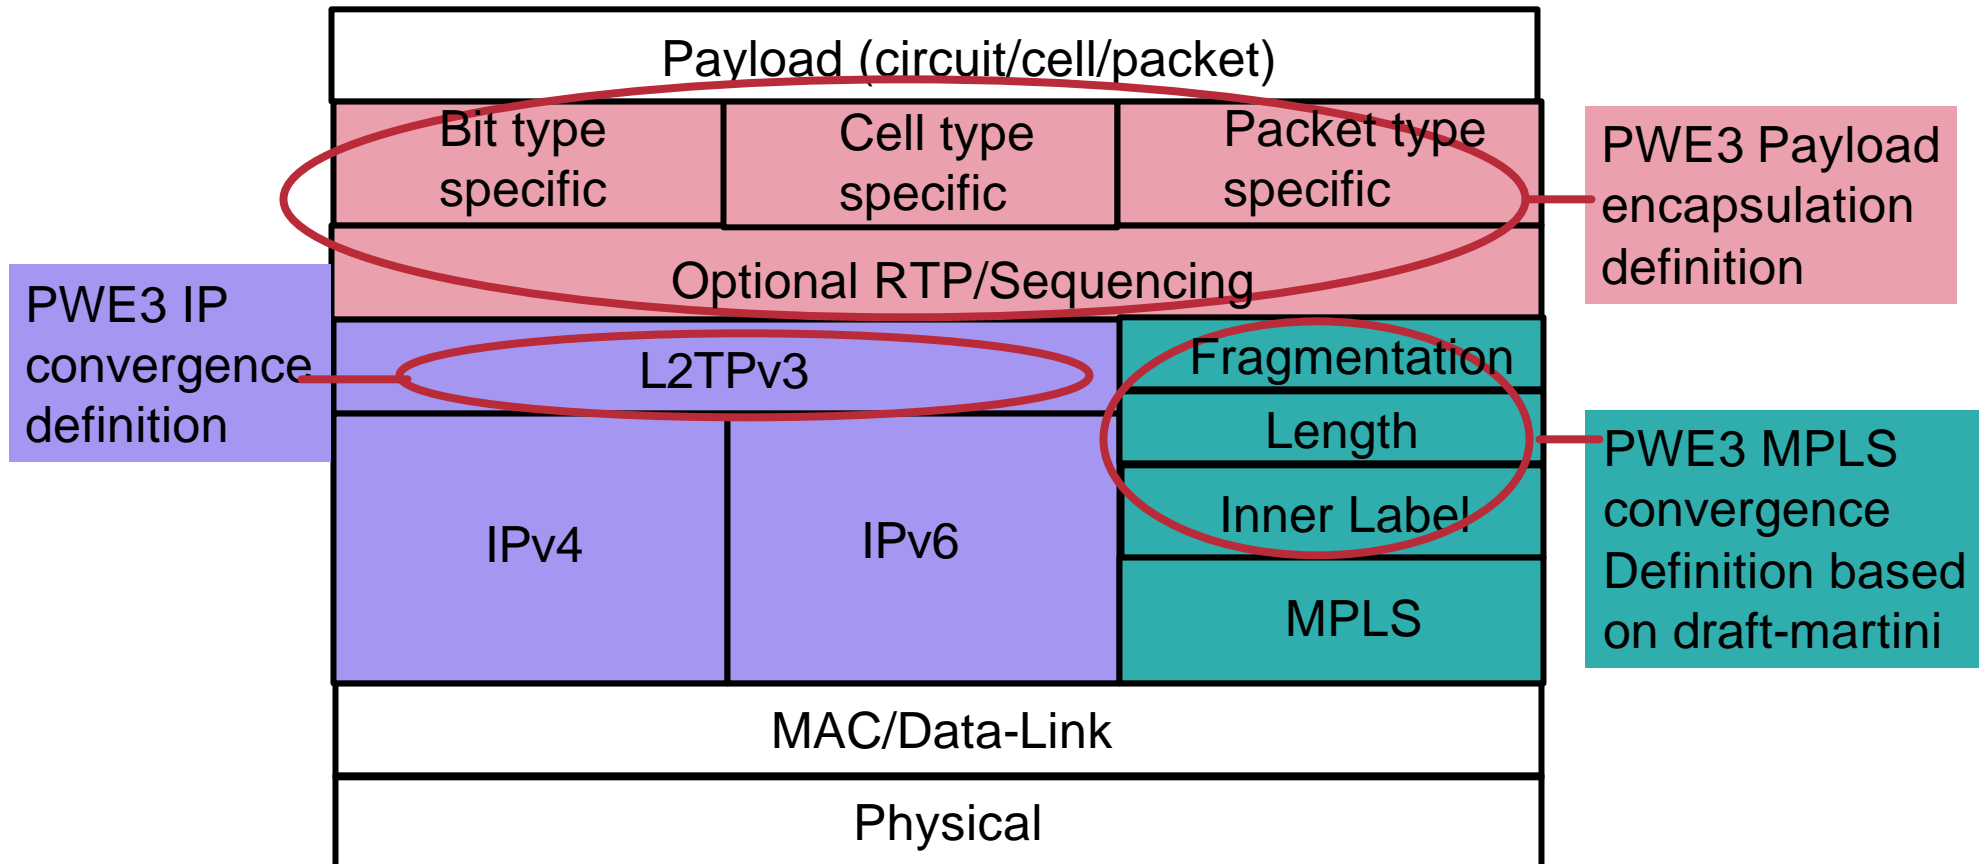 Payload (circuit/cell/packet)
Bit type
specific
Cell type
specific
Packet type
specific
PWE3 Payload
encapsulation
definition
Optional RTP/Sequencing
PWE3 IP
convergence
definition
L2TPv3
Fragmentation
Length
Inner Label
PWE3 MPLS
convergence
Definition based
on draft-martini
IPv4
IPv6
MPLS
MAC/Data-Link
Physical